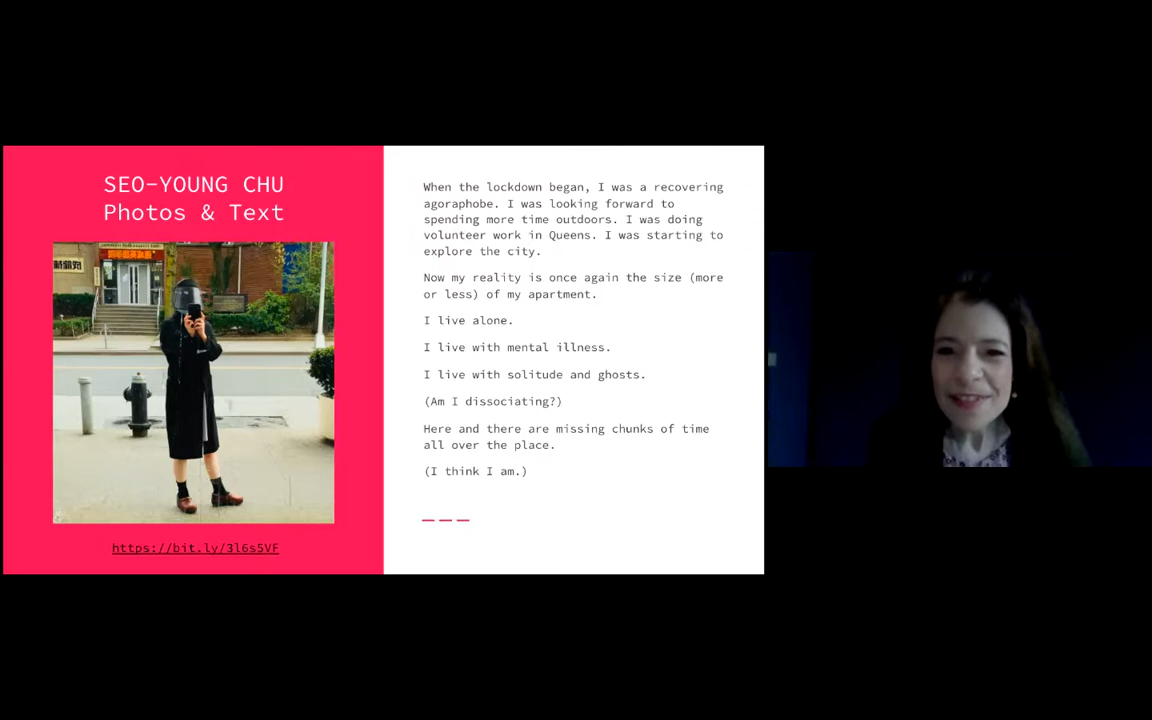 SEO-YOUNG CHU
Photos & Text
https://bit.ly/3l6s5VF
When the lockdown began, I was a recovering
agoraphobe. I was looking forward to
spending more time outdoors. I was doing
volunteer work in Queens. I was starting to
explore the city.
Now my reality is once again the size (more
or less) of my apartment.
I live alone.
I live with mental illness.
I live with solitude and ghosts.
(Am I dissociating?)
Here and there are missing chunks of time
all over the place.
(I think I am.)